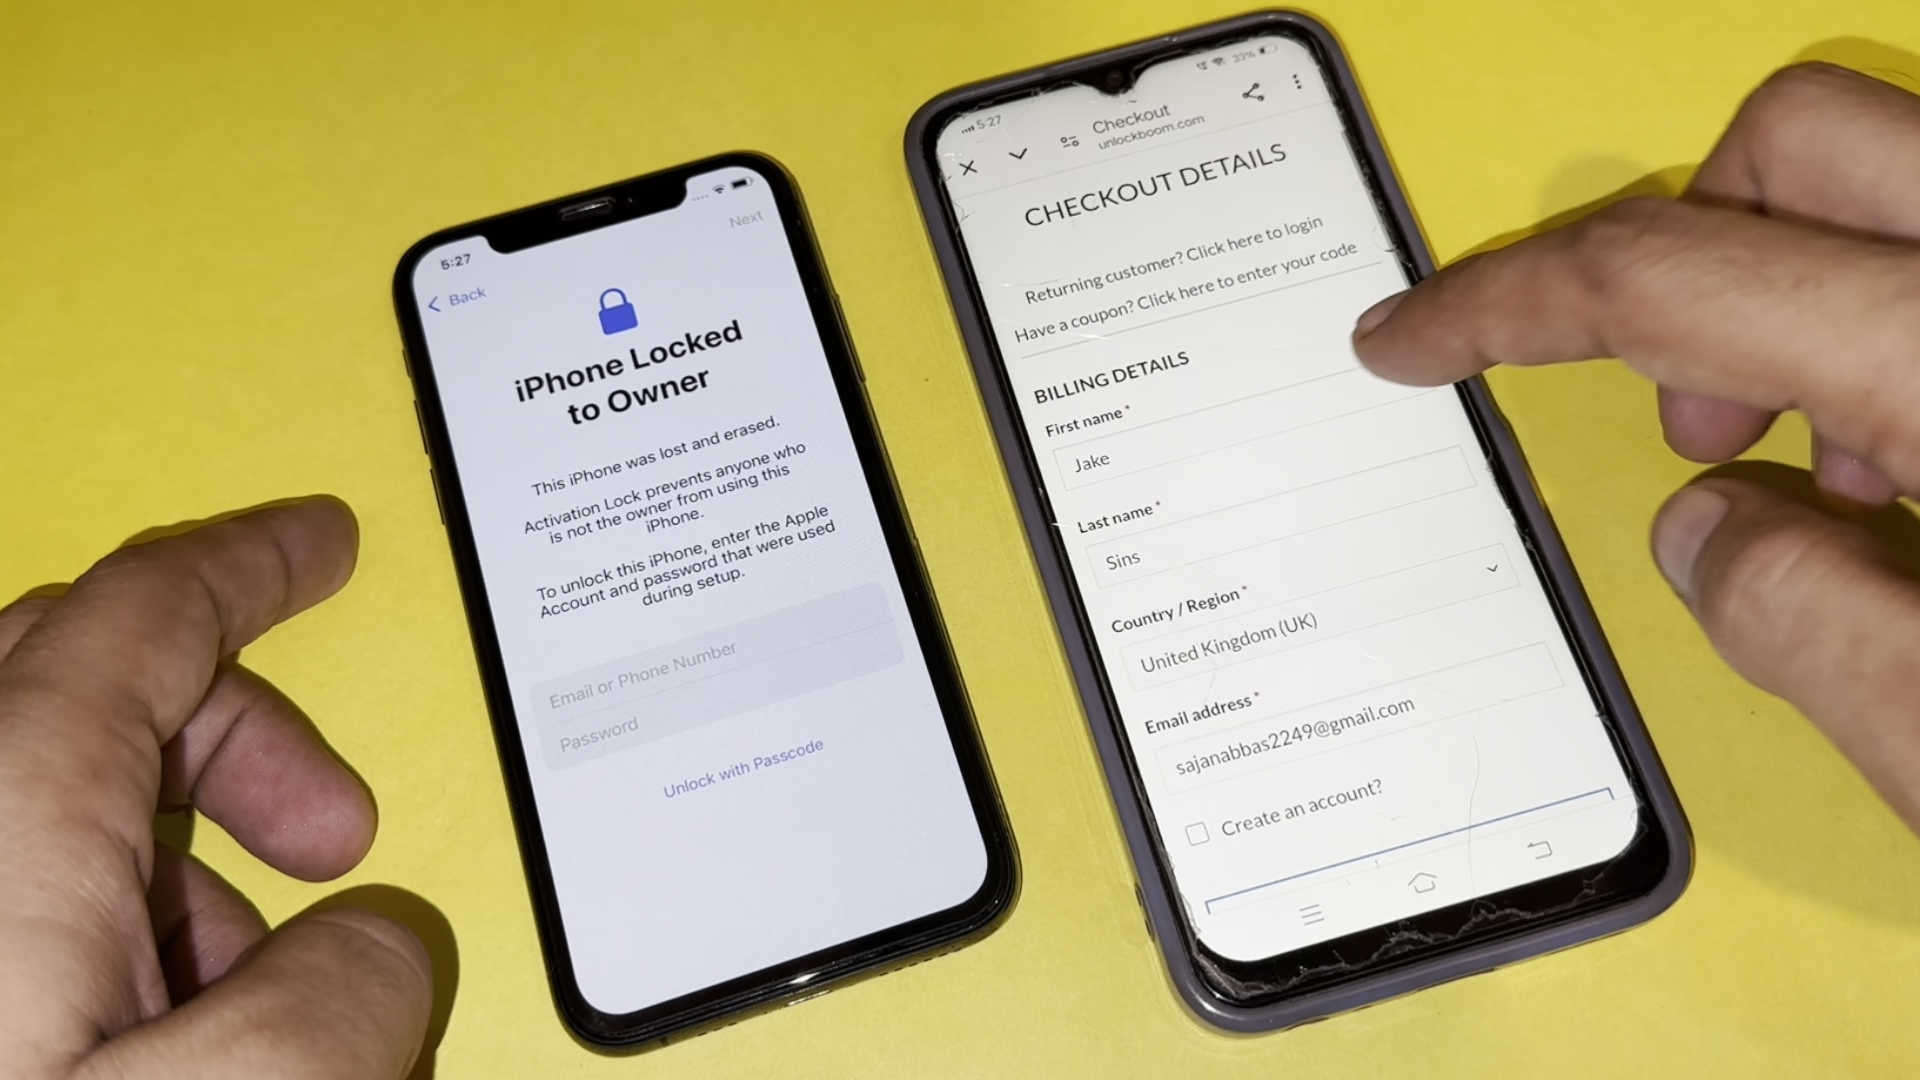 5:27
Next
Back
iPhone Locked
to Owner
This iPhone was lost and erased.
Activation Lock prevents anyone who
is not the owner from using this
iPhone.
To unlock this iPhone, enter the Apple
Account and password that were used
during setup.
Email or Phone Number
Password
Unlock with Passcode
5:27
33%
Checkout
unlockboom.com
CHECKOUT DETAILS
Returning customer? Click here to login
Have a coupon? Click here to enter your code
BILLING DETAILS
First name *
Jake
Last name *
Sins
Country / Region *
United Kingdom (UK)
Email address *
sajanabbas2249@gmail.com
Create an account?